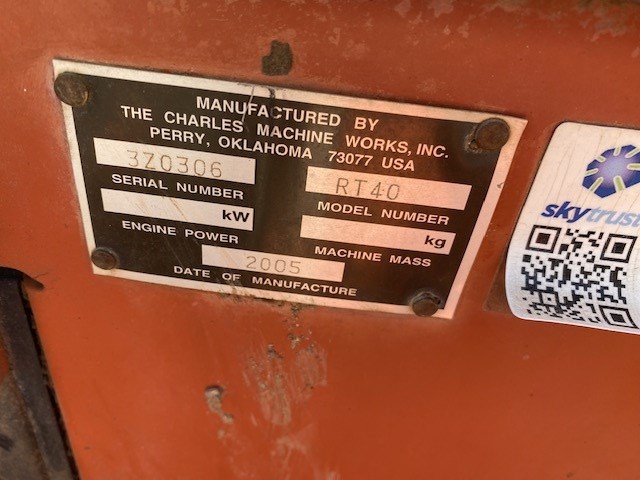 MANUFACTURED BY
THE CHARLES MACHINE WORKS, INC.
PERRY, OKLAHOMA 73077 USA
3Z0306
SERIAL NUMBER
RT40
MODEL NUMBER
kW
ENGINE POWER
kg
MACHINE MASS
2005
DATE OF MANUFACTURE
skytrust